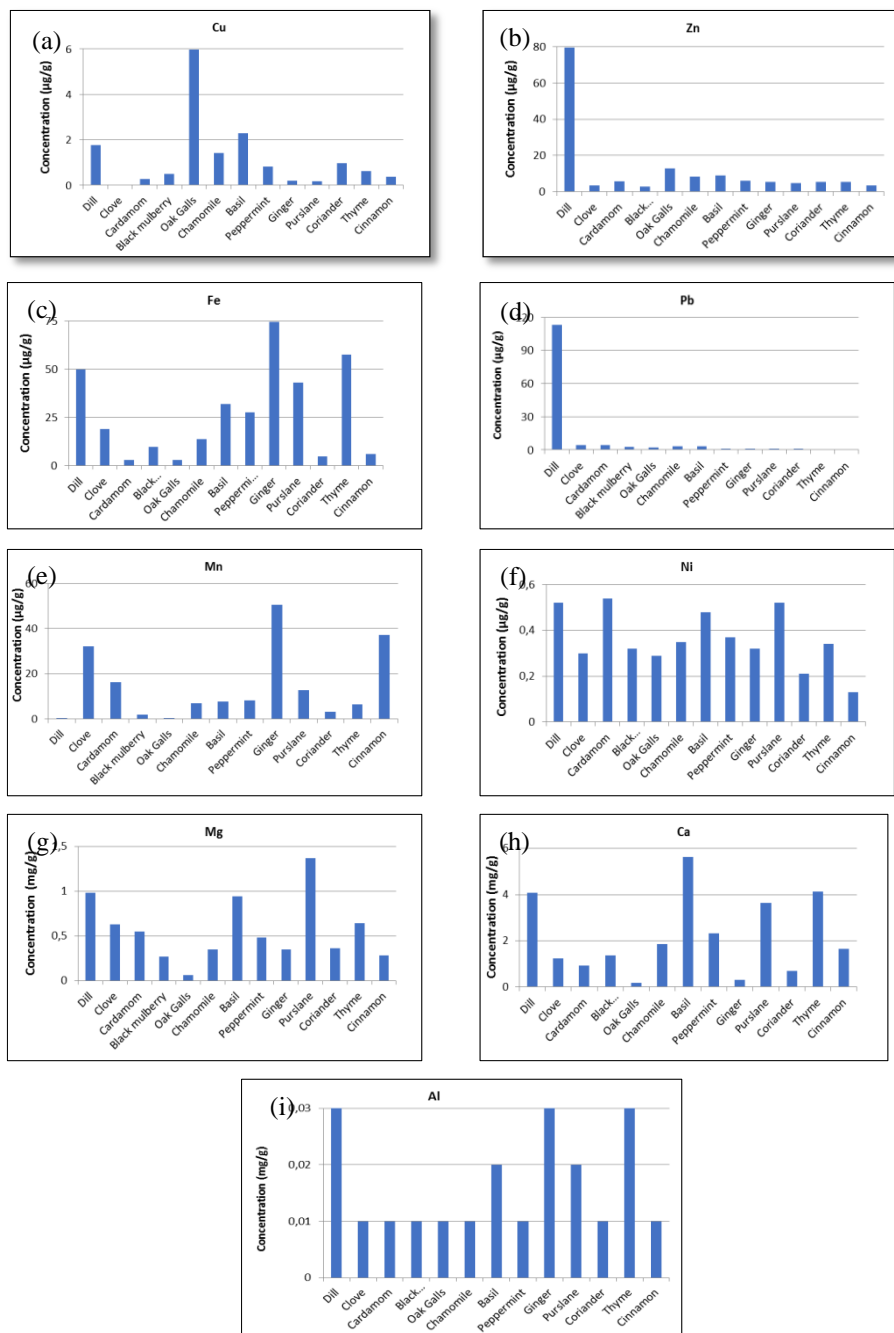 (a)
Cu
Concentration (µg/g)
6
4
2
0
Dill
Clove
Cardamom
Black mulberry
Oak Galls
Chamomile
Basil
Peppermint
Ginger
Purslane
Coriander
Thyme
Cinnamon
(b)
Zn
Concentration (µg/g)
80
60
40
20
0
Dill
Clove
Cardamom
Black...
Oak Galls
Chamomile
Basil
Peppermint
Ginger
Purslane
Coriander
Thyme
Cinnamon
(c)
Fe
Concentration (µg/g)
75
50
25
0
Dill
Clove
Cardamom
Black...
Oak Galls
Chamomile
Basil
Peppermi...
Ginger
Purslane
Coriander
Thyme
Cinnamon
(d)
Pb
Concentration (µg/g)
120
90
60
30
0
Dill
Clove
Cardamom
Black mulberry
Oak Galls
Chamomile
Basil
Peppermint
Ginger
Purslane
Coriander
Thyme
Cinnamon
(e)
Mn
Concentration (µg/g)
60
40
20
0
Dill
Clove
Cardamom
Black mulberry
Oak Galls
Chamomile
Basil
Peppermint
Ginger
Purslane
Coriander
Thyme
Cinnamon
(f)
Ni
Concentration (µg/g)
0,6
0,4
0,2
0
Dill
Clove
Cardamom
Black...
Oak Galls
Chamomile
Basil
Peppermint
Ginger
Purslane
Coriander
Thyme
Cinnamon
(g)
Mg
Concentration (mg/g)
1,5
1
0,5
0
Dill
Clove
Cardamom
Black mulberry
Oak Galls
Chamomile
Basil
Peppermint
Ginger
Purslane
Coriander
Thyme
Cinnamon
(h)
Ca
Concentration (mg/g)
6
4
2
0
Dill
Clove
Cardamom
Black...
Oak Galls
Chamomile
Basil
Peppermint
Ginger
Purslane
Coriander
Thyme
Cinnamon
(i)
Al
Concentration (mg/g)
0,03
0,02
0,01
0
Dill
Clove
Cardamom
Black...
Oak Galls
Chamomile
Basil
Peppermint
Ginger
Purslane
Coriander
Thyme
Cinnamon